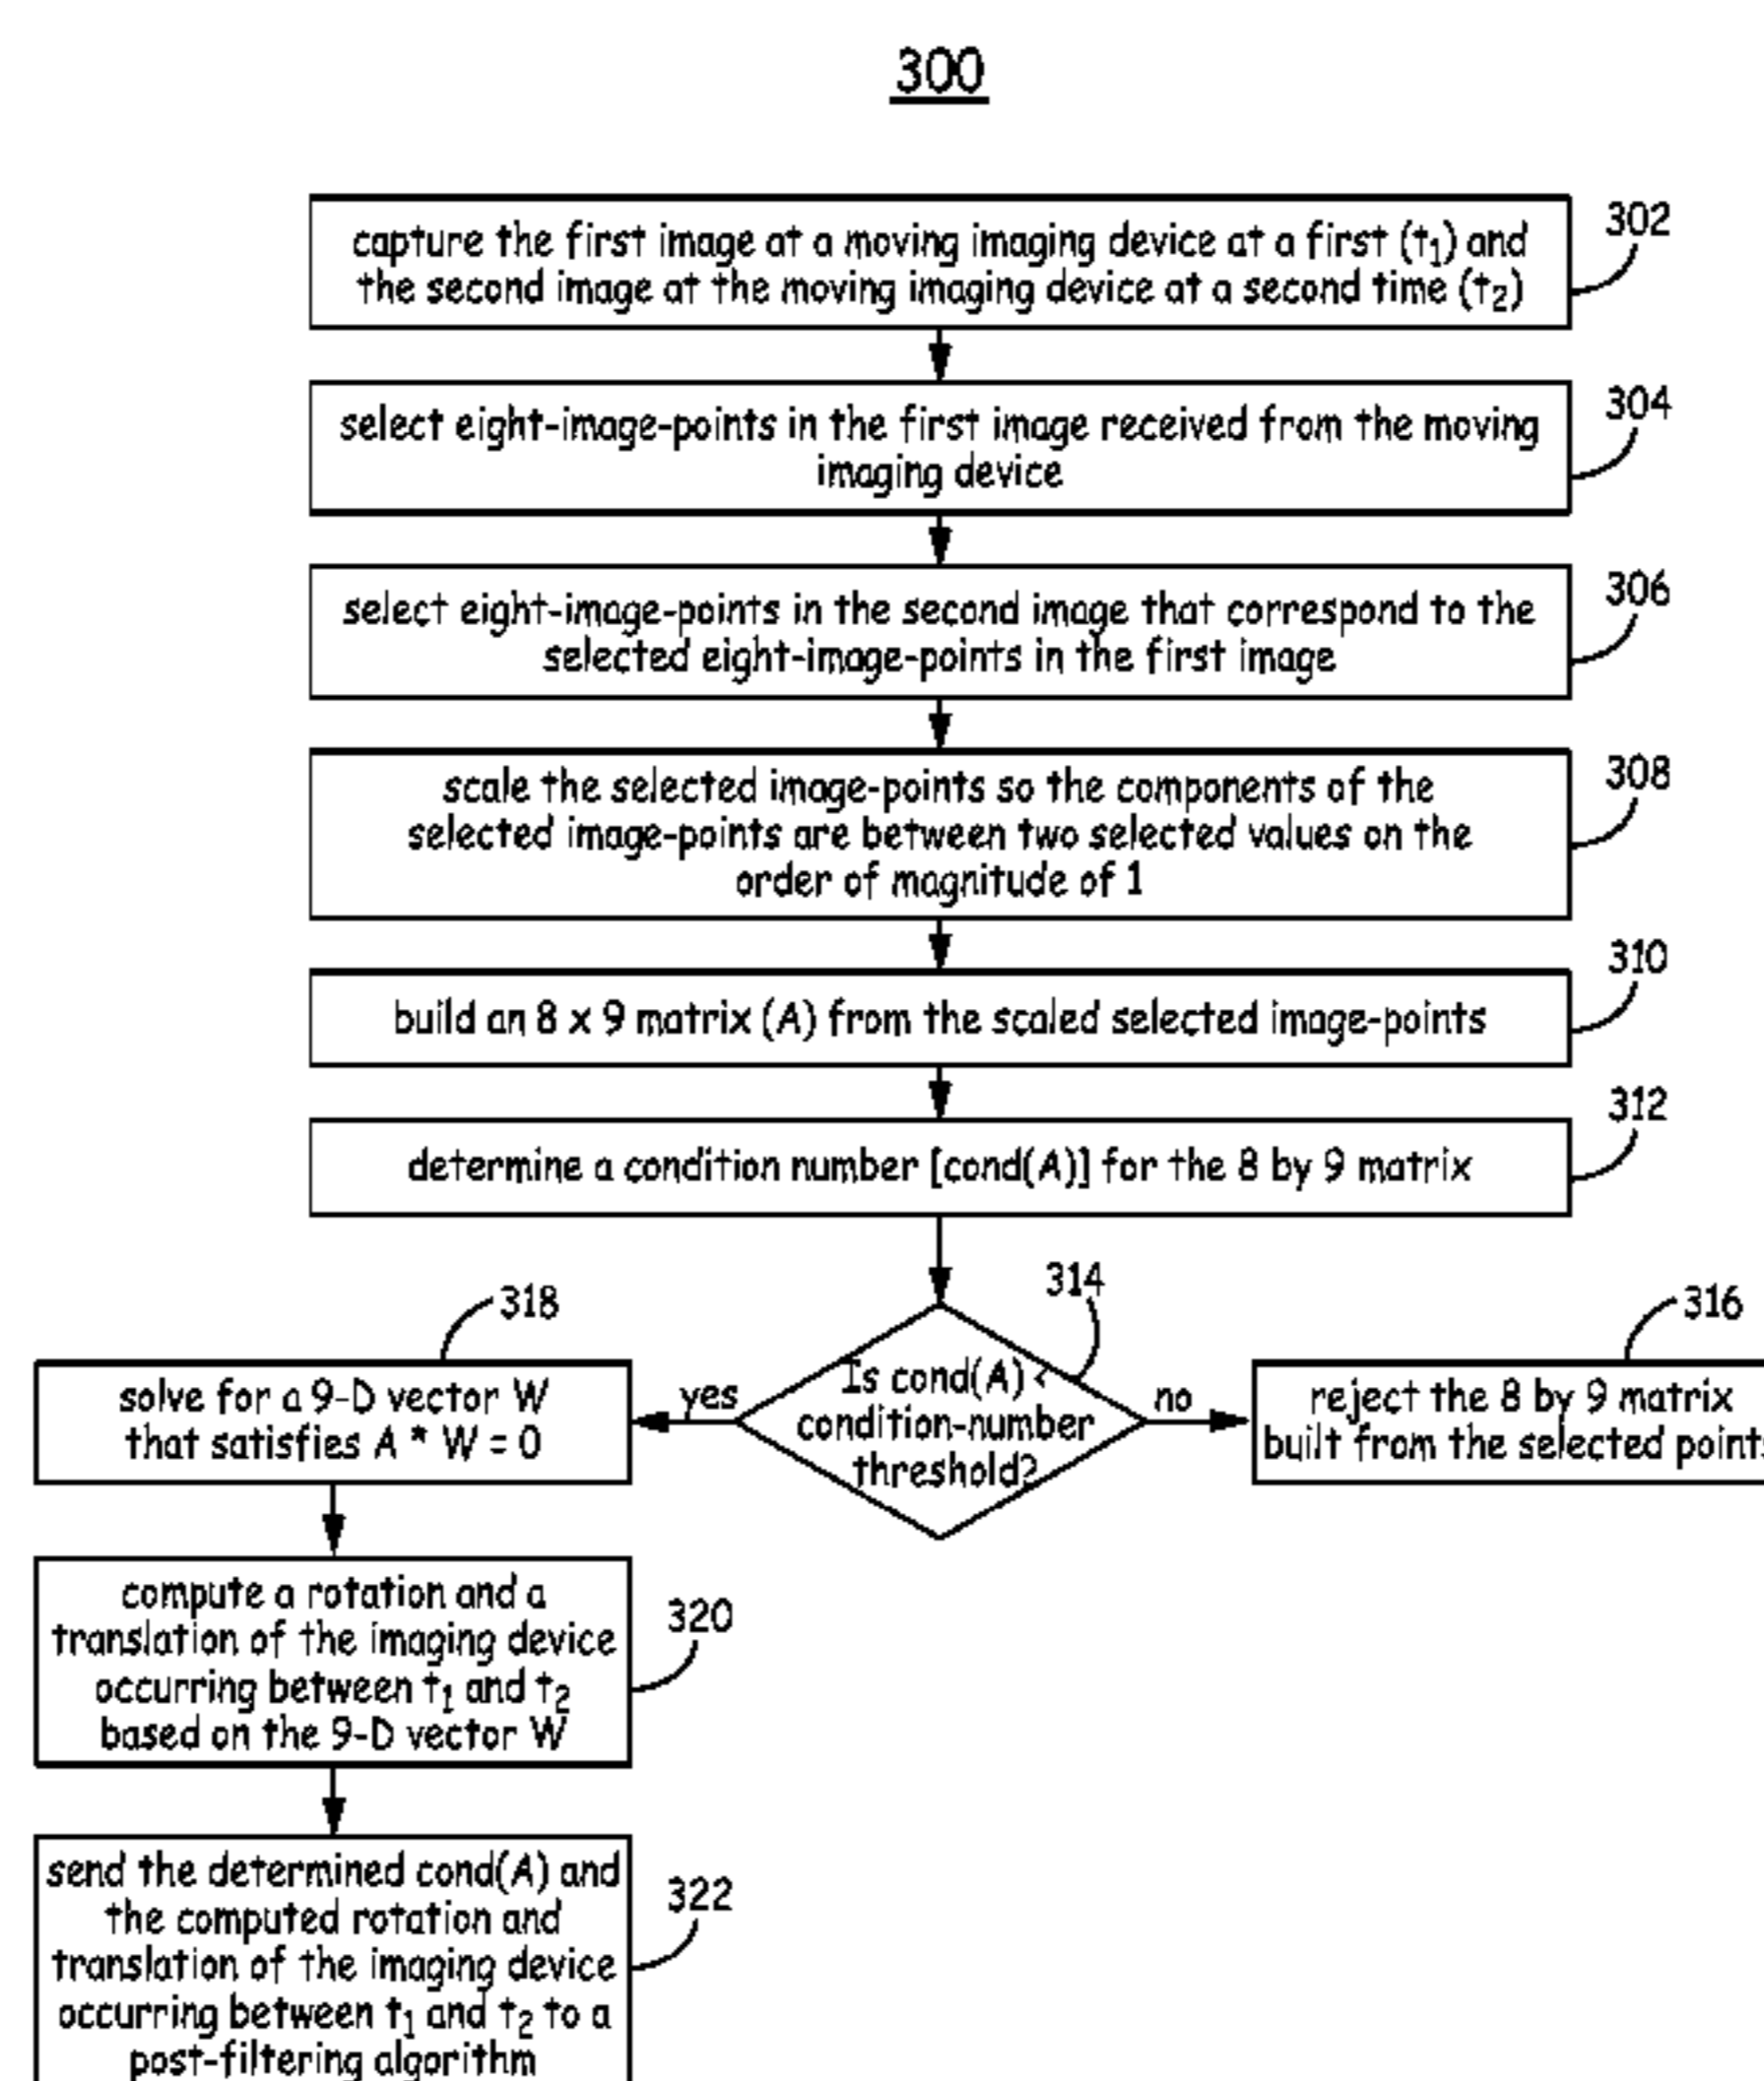 300
capture the first image at a moving imaging device at a first (t₁) and
the second image at the moving imaging device at a second time (t₂)
302
select eight-image-points in the first image received from the moving
imaging device
304
select eight-image-points in the second image that correspond to the
selected eight-image-points in the first image
306
scale the selected image-points so the components of the
selected image-points are between two selected values on the
order of magnitude of 1
308
build an 8 x 9 matrix (A) from the scaled selected image-points
310
determine a condition number [cond(A)] for the 8 by 9 matrix
312
314
Is cond(A) <
condition-number
threshold?
yes
no
316
reject the 8 by 9 matrix
built from the selected points
318
solve for a 9-D vector W
that satisfies A * W = 0
compute a rotation and a
translation of the imaging device
occurring between t₁ and t₂
based on the 9-D vector W
320
send the determined cond(A) and
the computed rotation and
translation of the imaging device
occurring between t₁ and t₂ to a
post-filtering algorithm
322